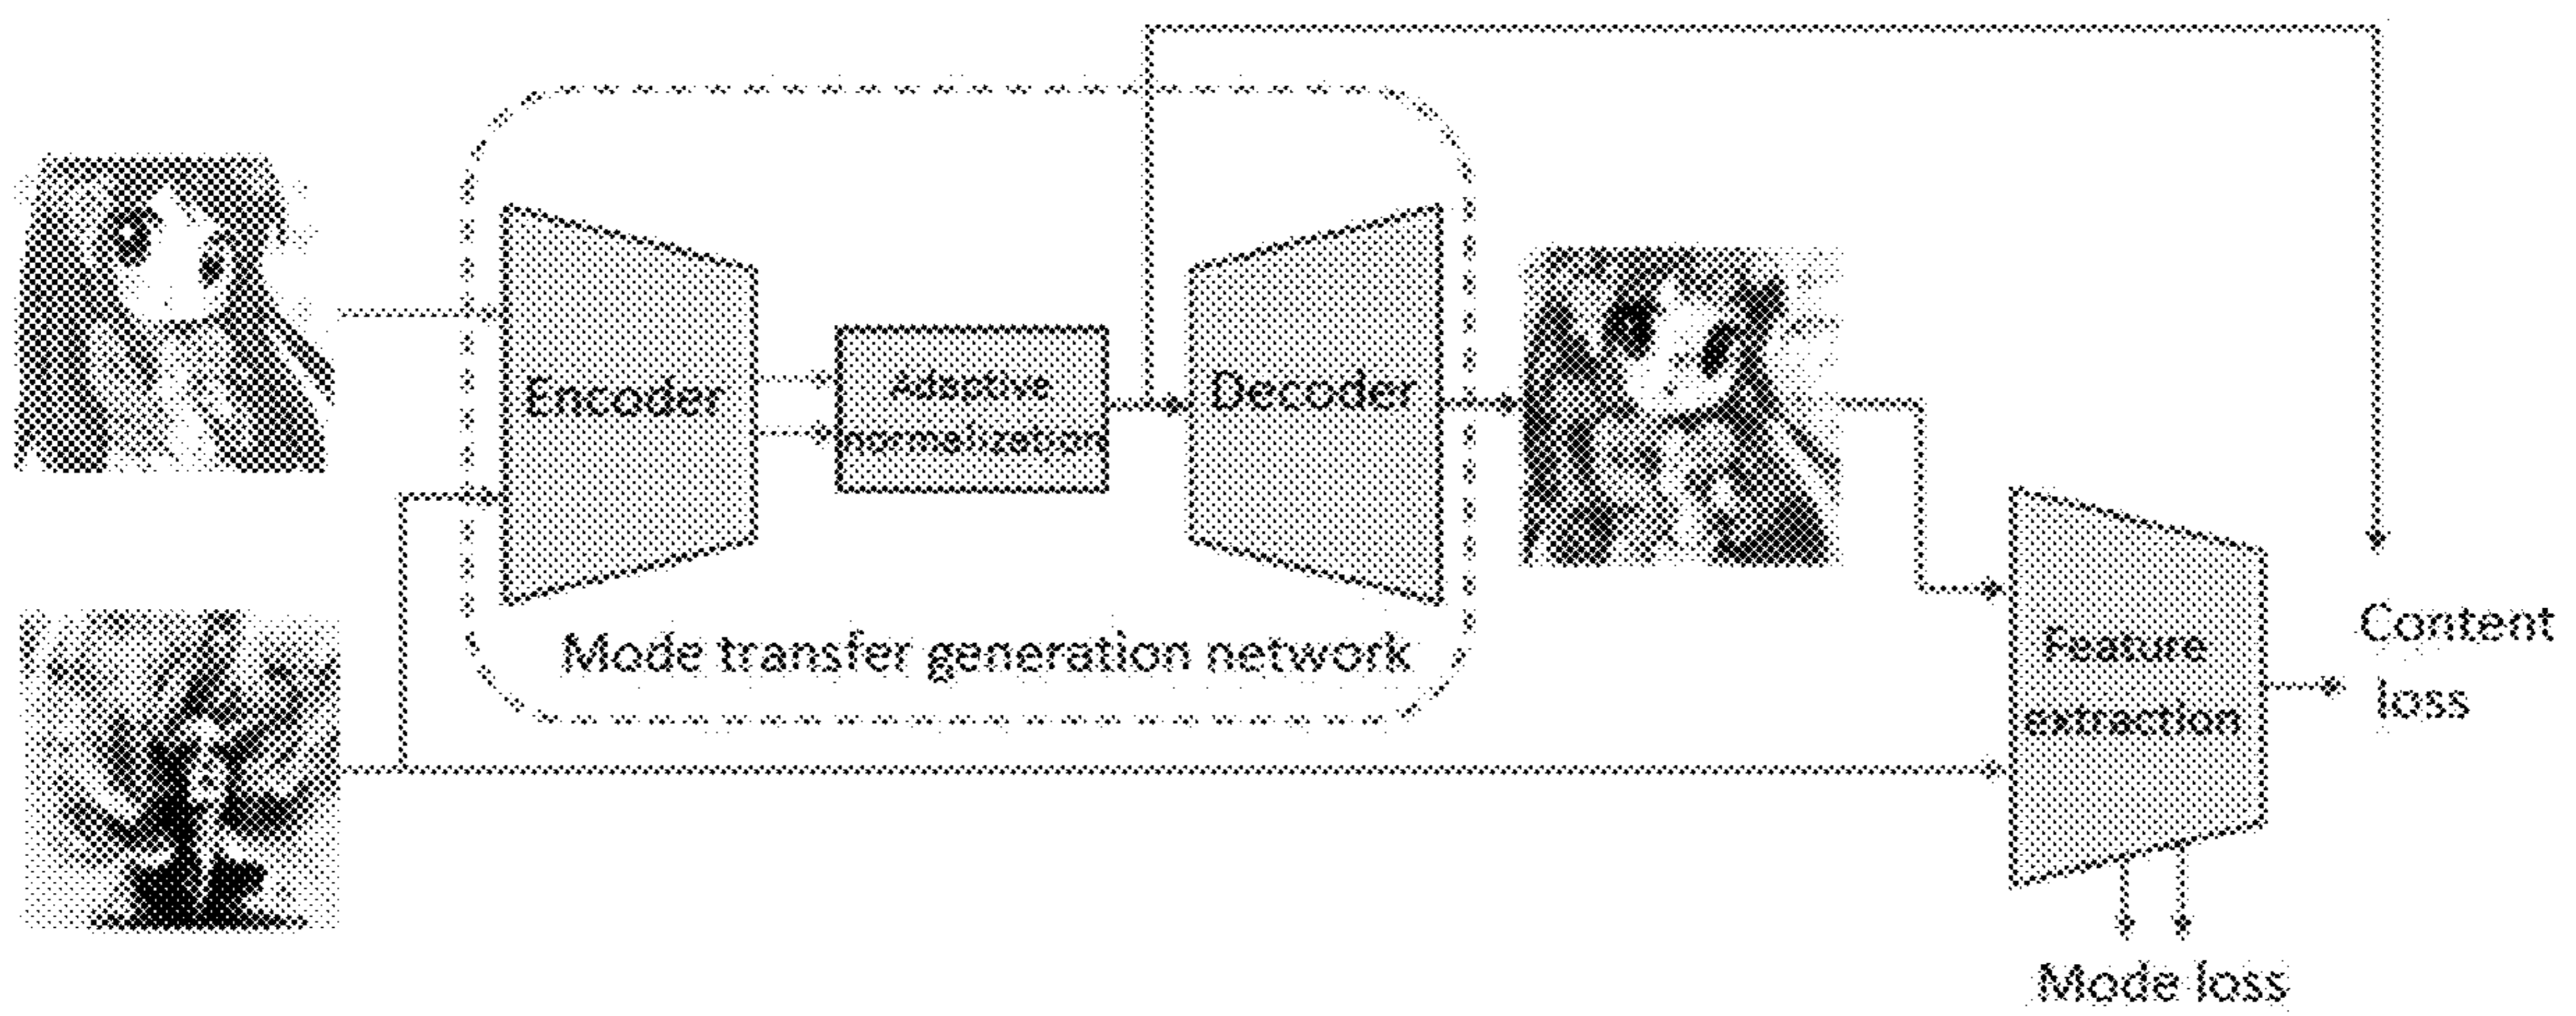 Encoder
Adaptive
normalization
Decoder
Mode transfer generation network
Feature
extraction
Content
loss
Mode loss